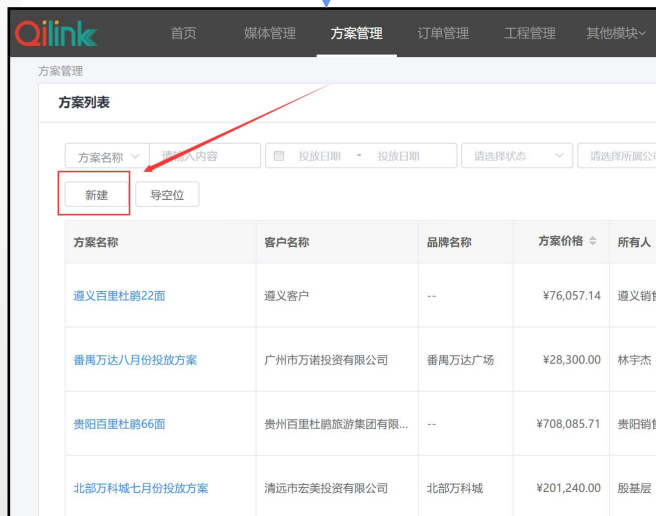 Qilink 首页 媒体管理 方案管理 订单管理 工程管理 其他模块
方案管理
方案列表
方案名称 请输入内容 投放日期 - 投放日期 请选择状态 请选择所属公司
新建 导空位
方案名称 客户名称 品牌名称 方案价格 所有人
遵义百里杜鹃22面 遵义客户 -- ¥76,057.14 遵义销售
番禺万达八月份投放方案 广州市万诺投资有限公司 番禺万达广场 ¥28,300.00 林宇杰
贵阳百里杜鹃66面 贵州百里杜鹃旅游集团有限... -- ¥708,085.71 贵阳销售
北部万科城七月份投放方案 清远市宏美投资有限公司 北部万科城 ¥201,240.00 殷基层